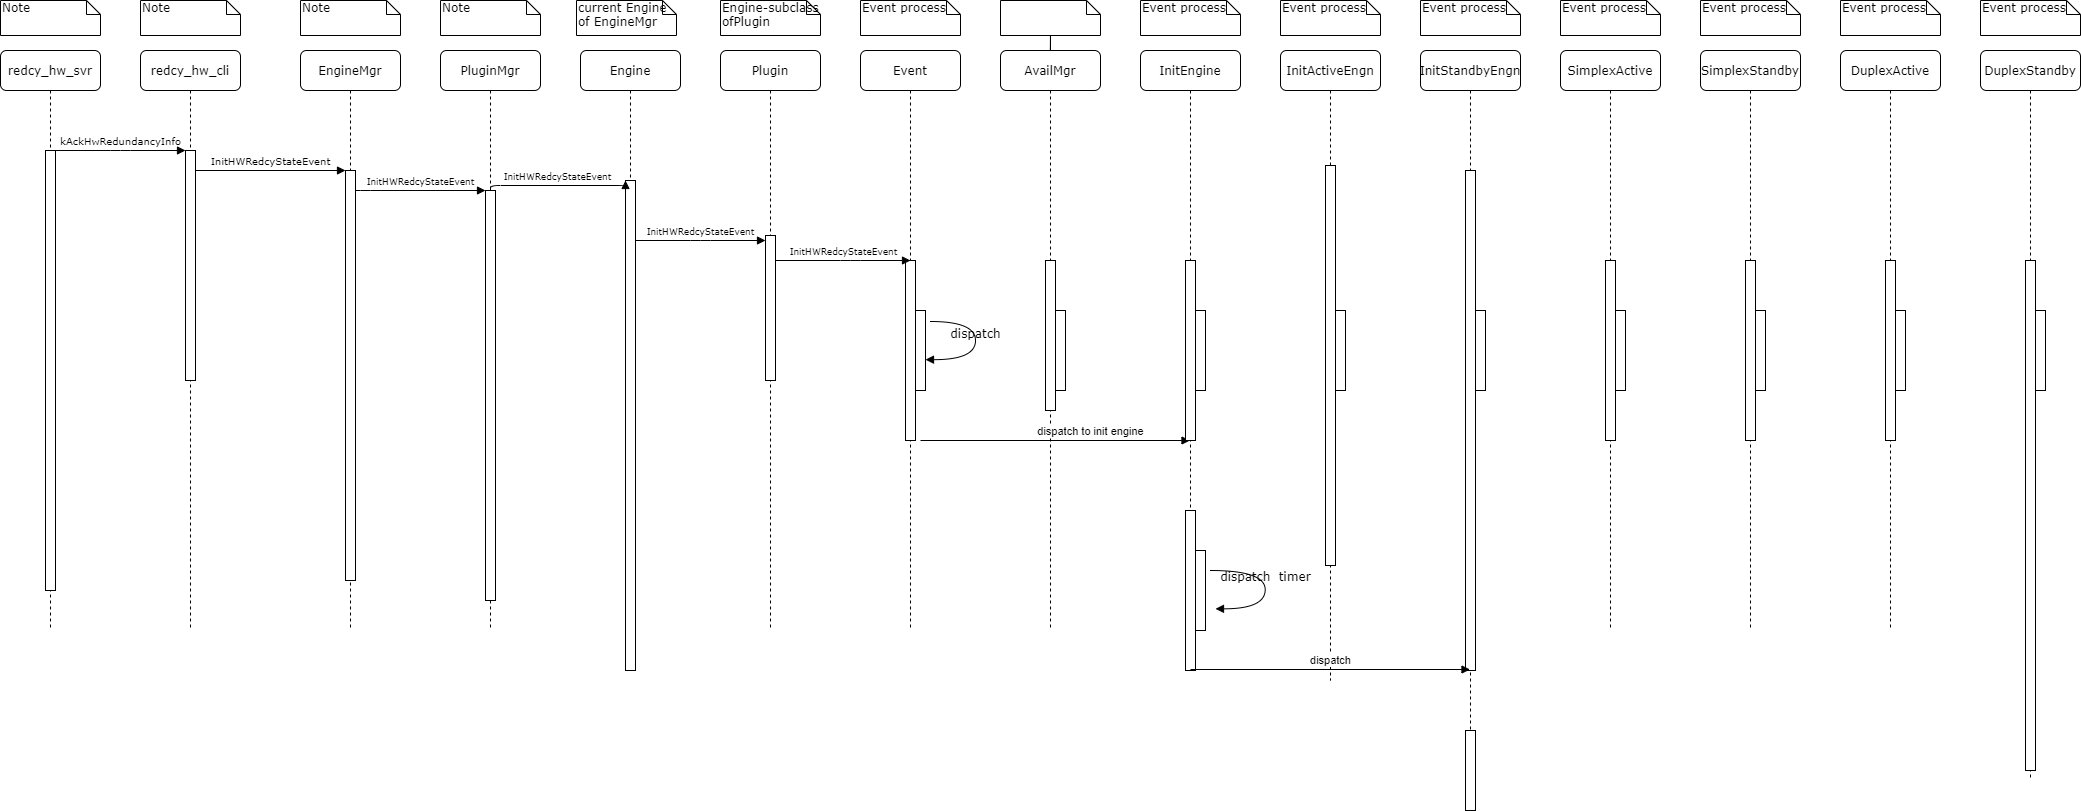 Note
Note
Note
Note
current Engine
of EngineMgr
Engine-subclass
ofPlugin
Event process
Event process
Event process
Event process
Event process
Event process
Event process
Event process
redcy_hw_svr
redcy_hw_cli
EngineMgr
PluginMgr
Engine
Plugin
Event
AvailMgr
InitEngine
InitActiveEngn
InitStandbyEngn
SimplexActive
SimplexStandby
DuplexActive
DuplexStandby
kAckHwRedundancyInfo
InitHWRedcyStateEvent
InitHWRedcyStateEvent
InitHWRedcyStateEvent
InitHWRedcyStateEvent
InitHWRedcyStateEvent
dispatch
dispatch to init engine
dispatch timer
dispatch